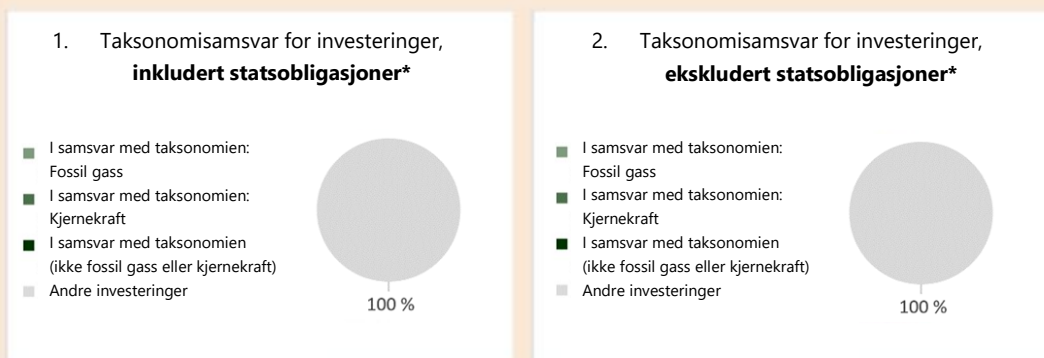 1. Taksonomisamsvar for investeringer,
inkludert statsobligasjoner*
I samsvar med taksonomien:
Fossil gass
I samsvar med taksonomien:
Kjernekraft
I samsvar med taksonomien
(ikke fossil gass eller kjernekraft)
Andre investeringer
100 %
2. Taksonomisamsvar for investeringer,
ekskludert statsobligasjoner*
I samsvar med taksonomien:
Fossil gass
I samsvar med taksonomien:
Kjernekraft
I samsvar med taksonomien
(ikke fossil gass eller kjernekraft)
Andre investeringer
100 %